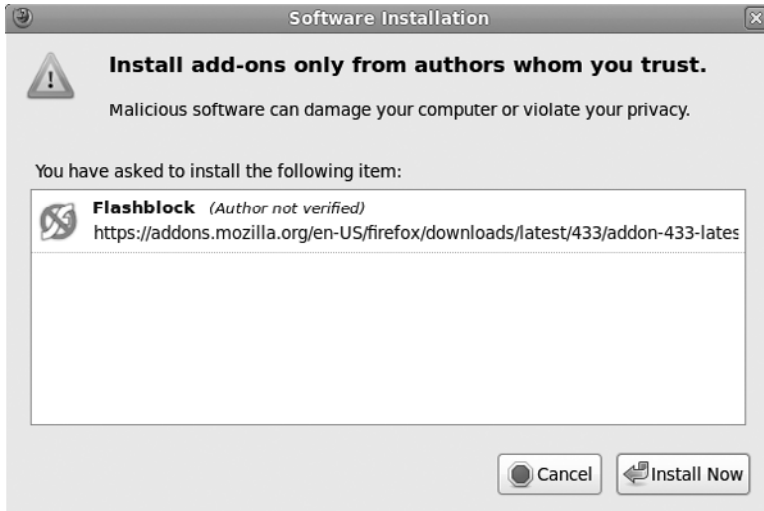 Software Installation
Install add-ons only from authors whom you trust.
Malicious software can damage your computer or violate your privacy.
You have asked to install the following item:
Flashblock (Author not verified)
https://addons.mozilla.org/en-US/firefox/downloads/latest/433/addon-433-lates
Cancel
Install Now